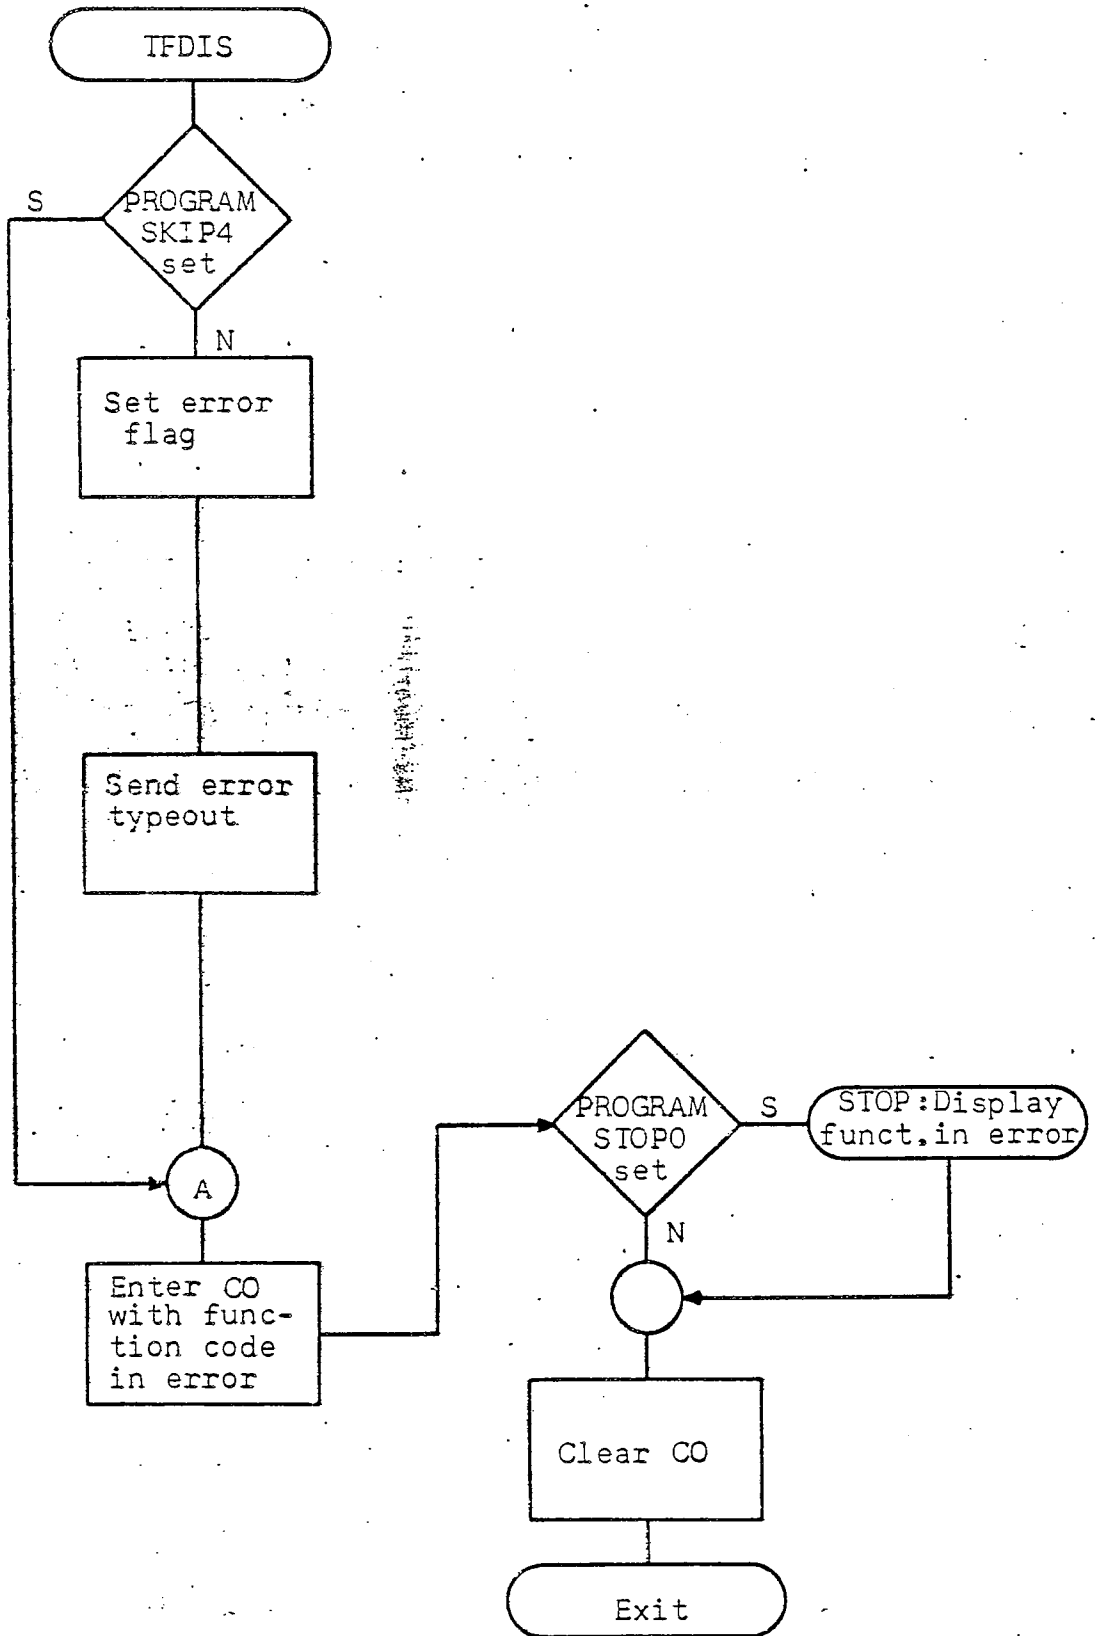 TFDIS
S
PROGRAM
SKIP4
set
N
Set error
flag
Send error
typeout
A
Enter CO
with func-
tion code
in error
PROGRAM
STOP0
set
S
STOP:Display
funct.in error
N
Clear CO
Exit